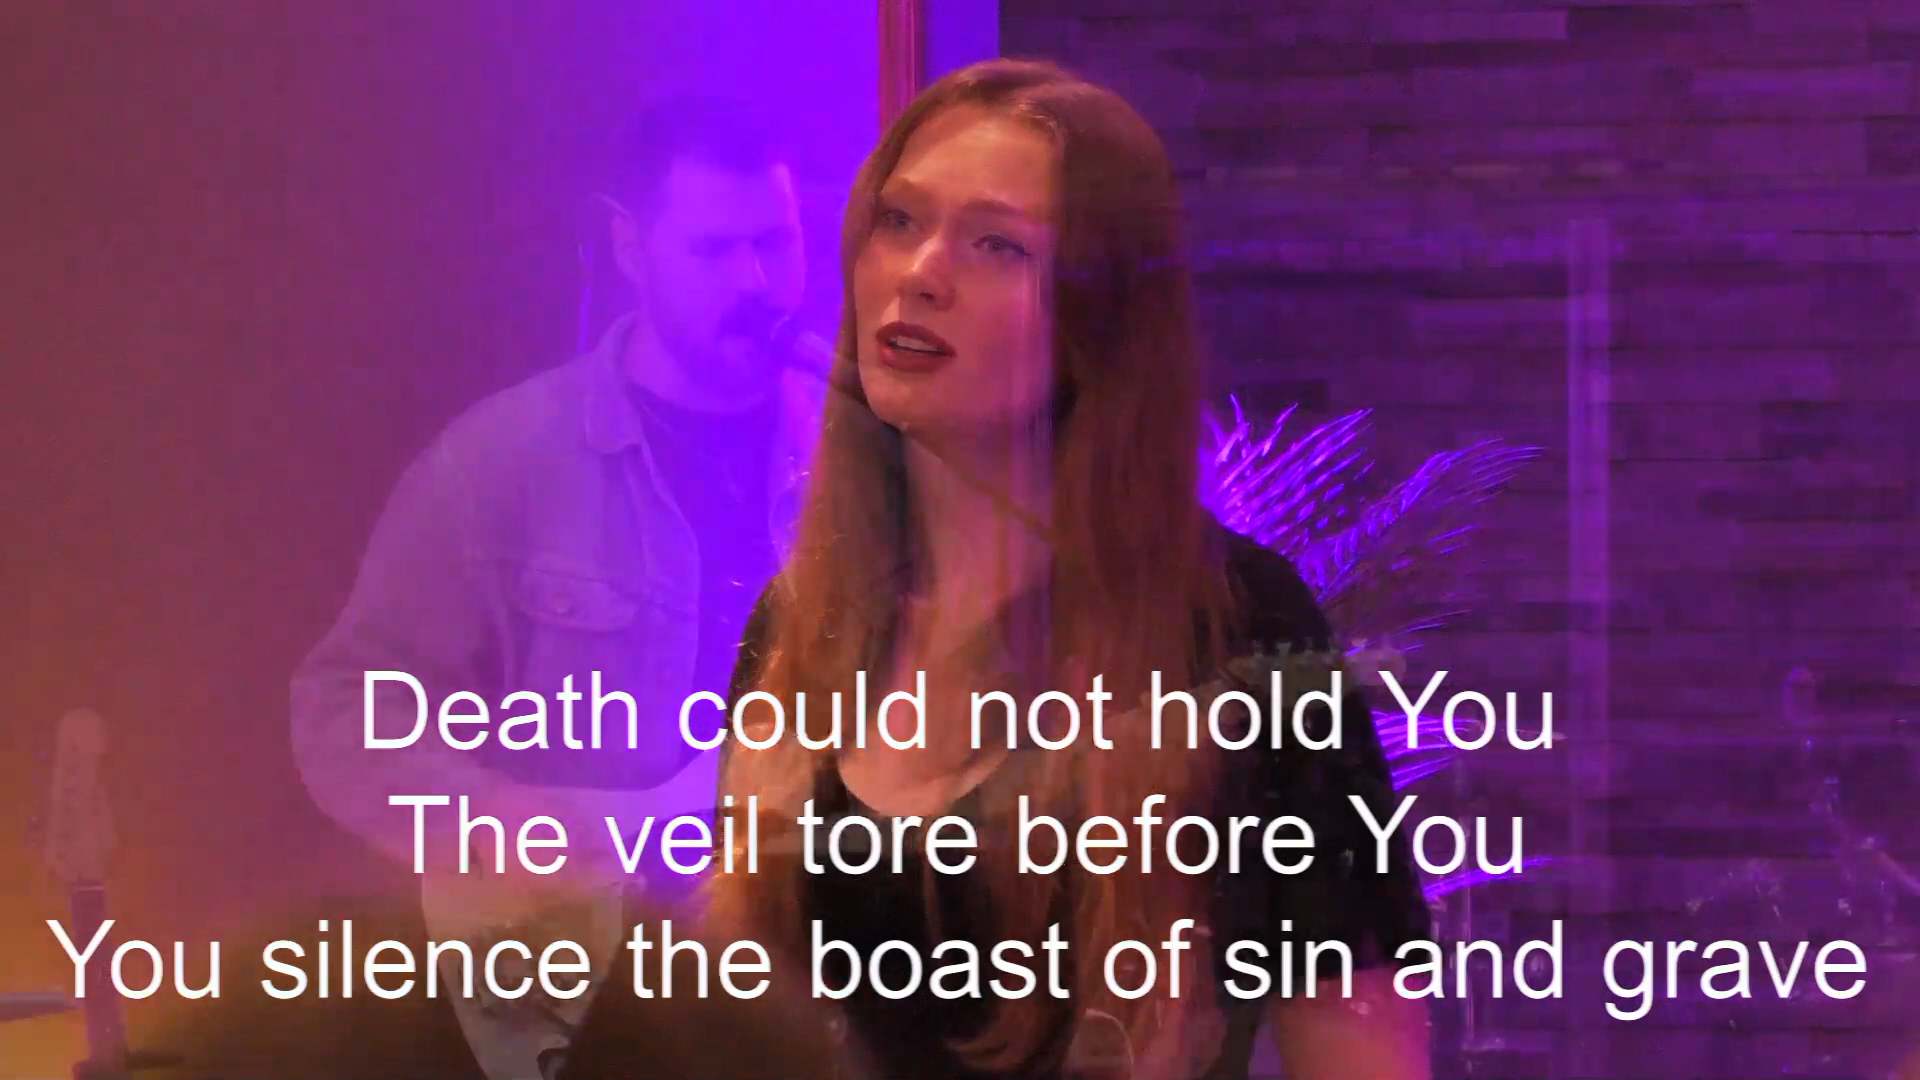 Death could not hold You
The veil tore before You
You silence the boast of sin and grave